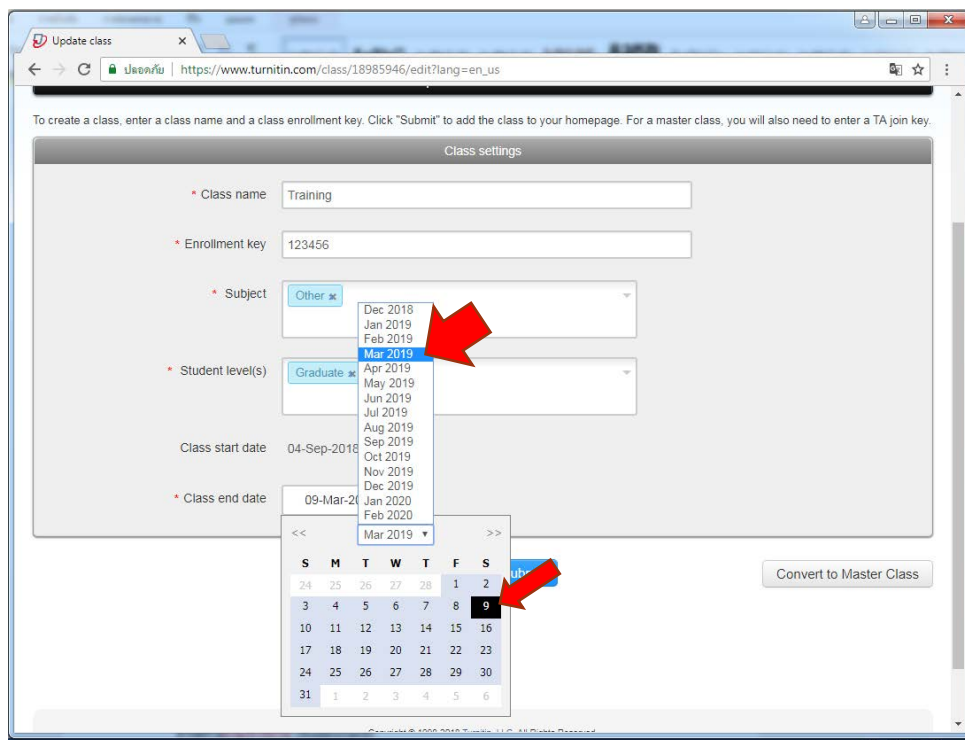 Update class
ปลอดภัย | https://www.turnitin.com/class/18985946/edit?lang=en_us
To create a class, enter a class name and a class enrollment key. Click "Submit" to add the class to your homepage. For a master class, you will also need to enter a TA join key.
Class settings
* Class name Training
* Enrollment key 123456
* Subject Other
Dec 2018
Jan 2019
Feb 2019
Mar 2019
* Student level(s) Graduate
Apr 2019
May 2019
Jun 2019
Jul 2019
Aug 2019
Class start date 04-Sep-2018
Sep 2019
Oct 2019
Nov 2019
Dec 2019
* Class end date 09-Mar-20
Jan 2020
Feb 2020
<< Mar 2019 >>
S M T W T F S
24 25 26 27 28 1 2
Convert to Master Class
3 4 5 6 7 8 9
10 11 12 13 14 15 16
17 18 19 20 21 22 23
24 25 26 27 28 29 30
31 1 2 3 4 5 6